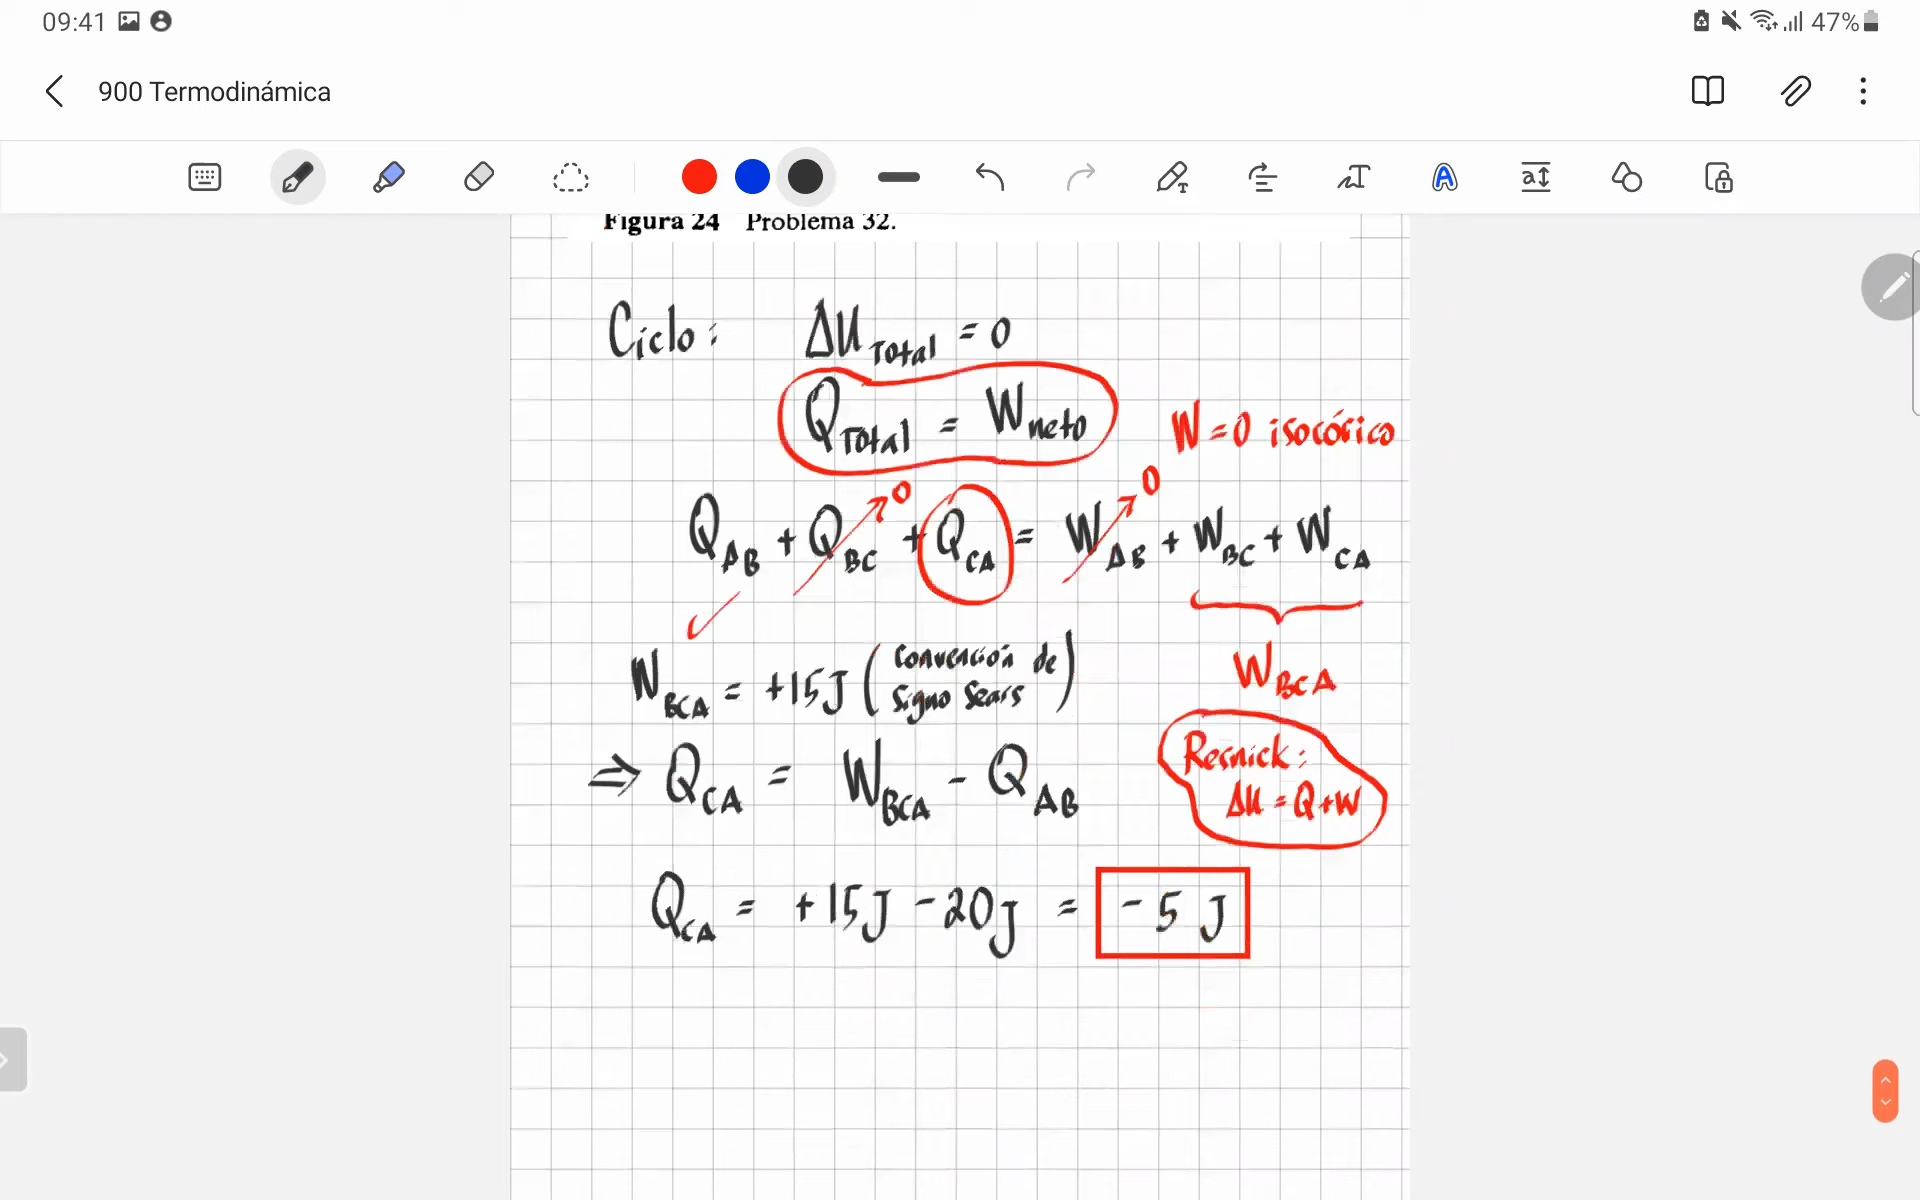 09:41 47%
900 Termodinámica
Figura 24 Problema 32.
Ciclo: ΔU Total = 0
Q Total = W neto
W = 0 isocórico
0 0
Q AB + Q BC + Q CA = W AB + W BC + W CA
W BCA
W BCA = +15J (Convención de Signo Sears)
Resnick:
ΔU = Q + W
⇒ Q CA = W BCA - Q AB
Q CA = +15J - 20J = -5 J